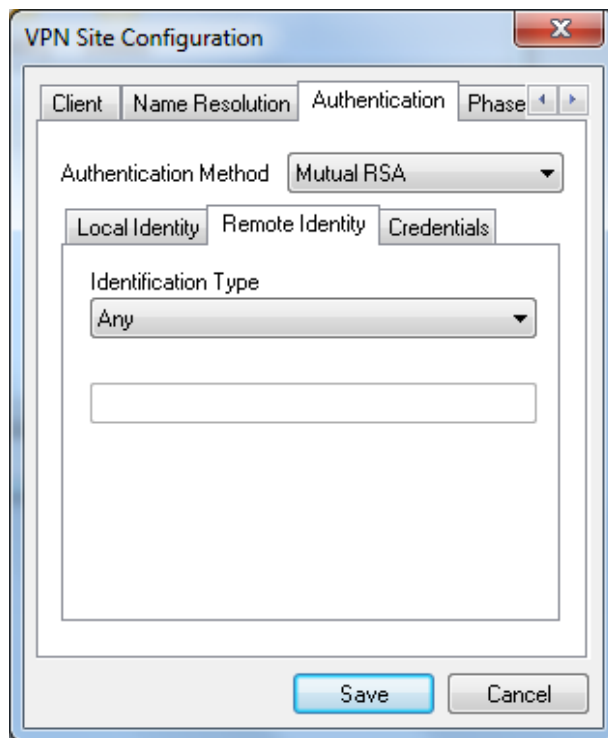 VPN Site Configuration
Client Name Resolution Authentication Phase
Authentication Method Mutual RSA
Local Identity Remote Identity Credentials
Identification Type
Any
Save Cancel